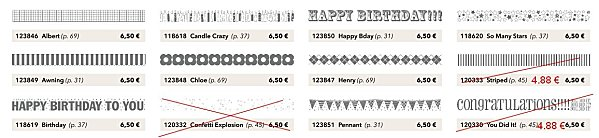 HAPPY BIRTHDAY!!!
123846 Albert (p. 69) 6,50 €
118618 Candle Crazy (p. 37) 6,50 €
123850 Happy Bday (p. 31) 6,50 €
118620 So Many Stars (p. 37) 6,50 €
123849 Awning (p. 31) 6,50 €
123848 Chloe (p. 69) 6,50 €
123847 Henry (p. 69) 6,50 €
120333 Striped (p. 45) 4.88 € 6,50 €
HAPPY BIRTHDAY TO YOU
congratulations!!!!
118619 Birthday (p. 37) 6,50 €
120332 Confetti Explosion (p. 45) 6,50 €
123851 Pennant (p. 31) 6,50 €
120330 You Did It! (p. 45) 4.88 € 6,50 €